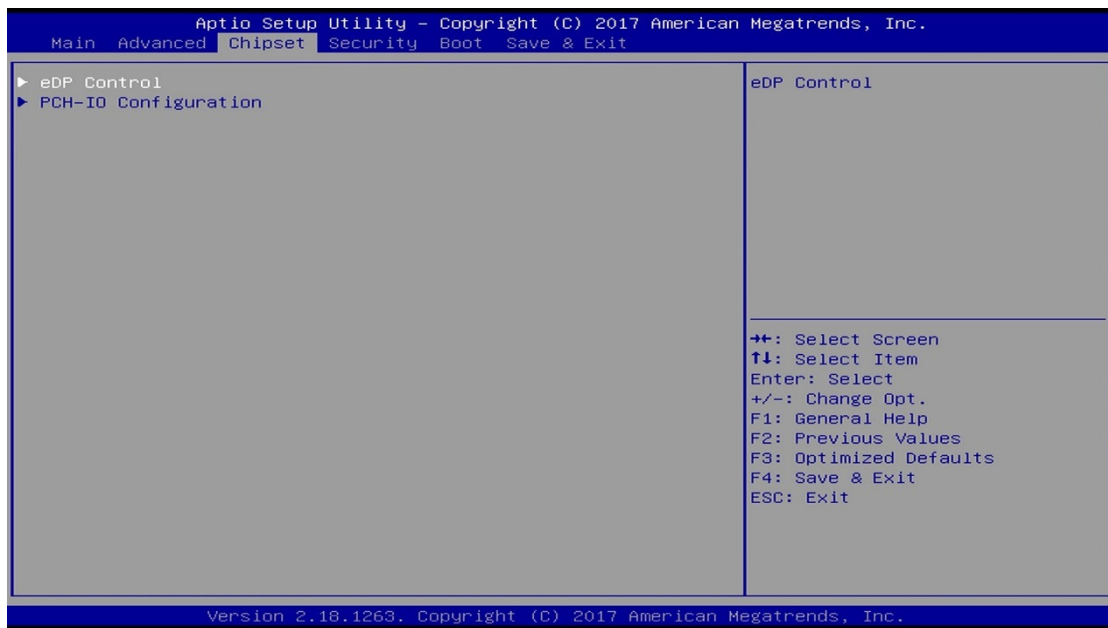 Aptio Setup Utility – Copyright (C) 2017 American Megatrends, Inc.
Main Advanced Chipset Security Boot Save & Exit
► eDP Control
► PCH-IO Configuration
eDP Control
→←: Select Screen
↑↓: Select Item
Enter: Select
+/-: Change Opt.
F1: General Help
F2: Previous Values
F3: Optimized Defaults
F4: Save & Exit
ESC: Exit
Version 2.18.1263. Copyright (C) 2017 American Megatrends, Inc.